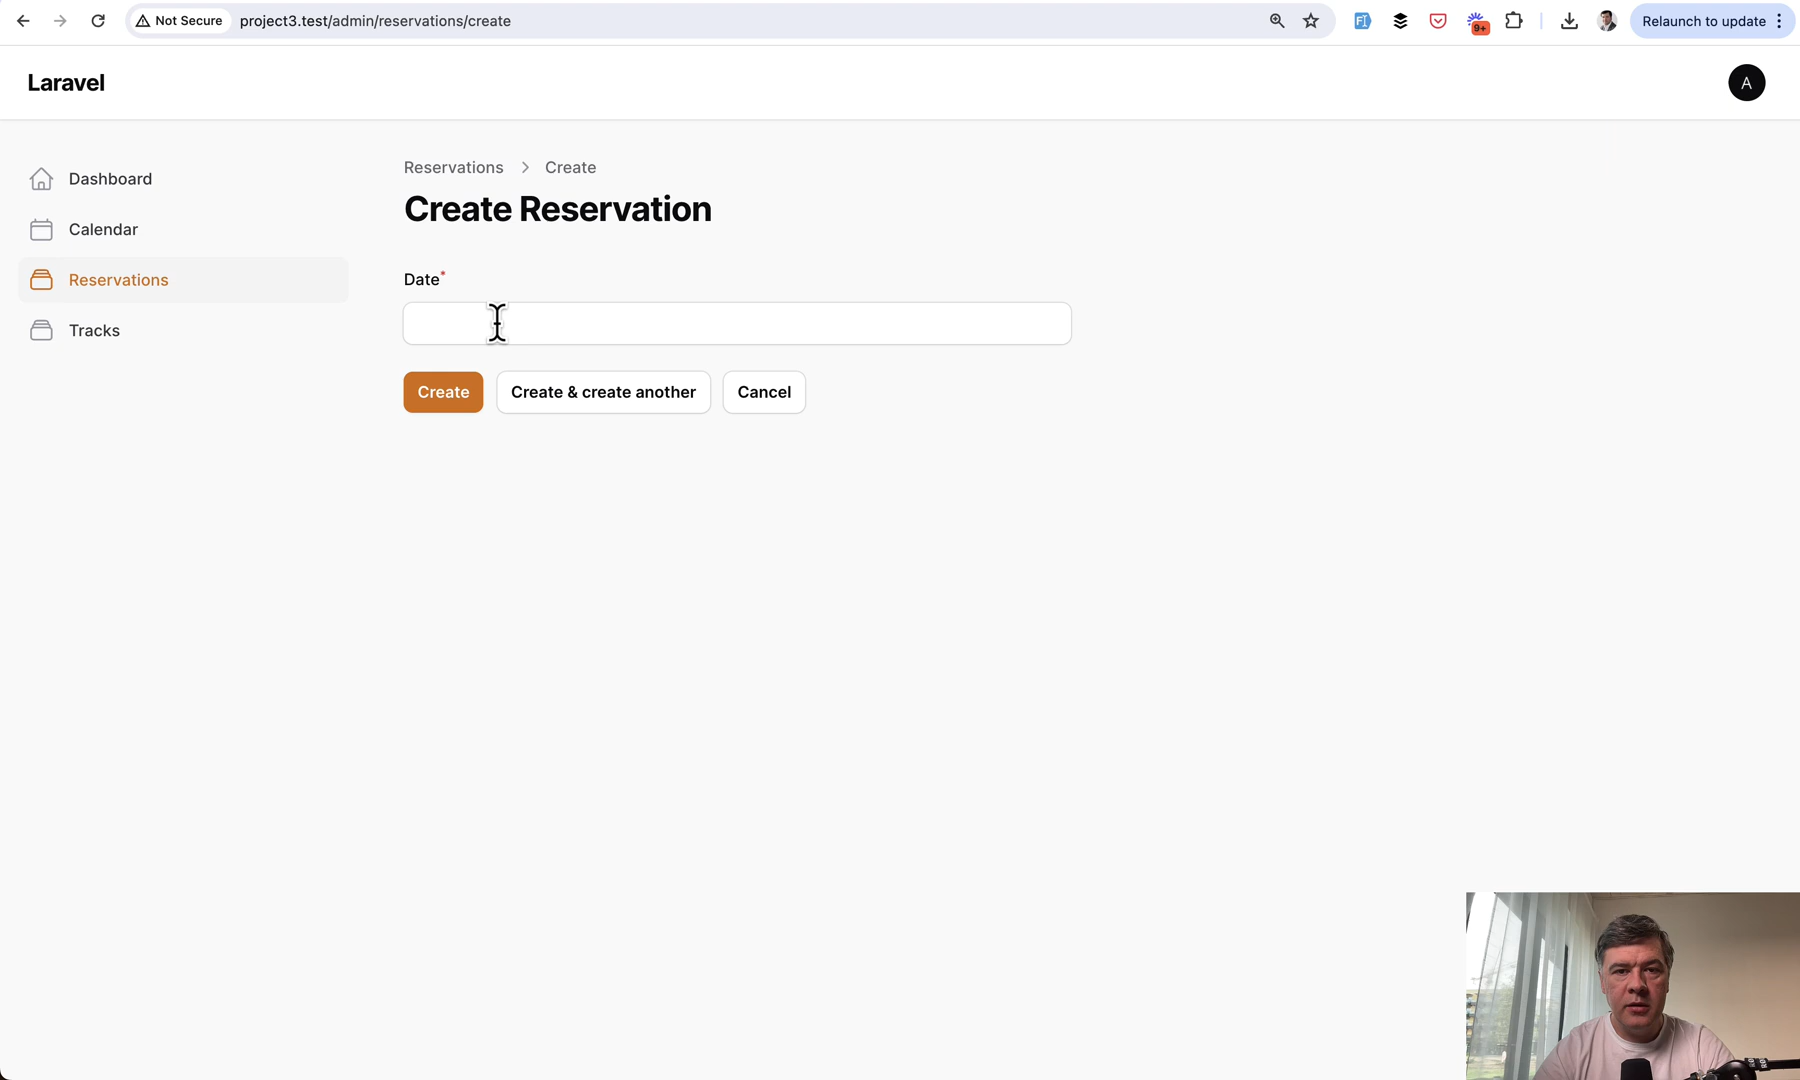 Not Secure
project3.test/admin/reservations/create
9+
Relaunch to update
Laravel
A
Dashboard
Calendar
Reservations
Tracks
Reservations > Create
Create Reservation
Date*
Create
Create & create another
Cancel